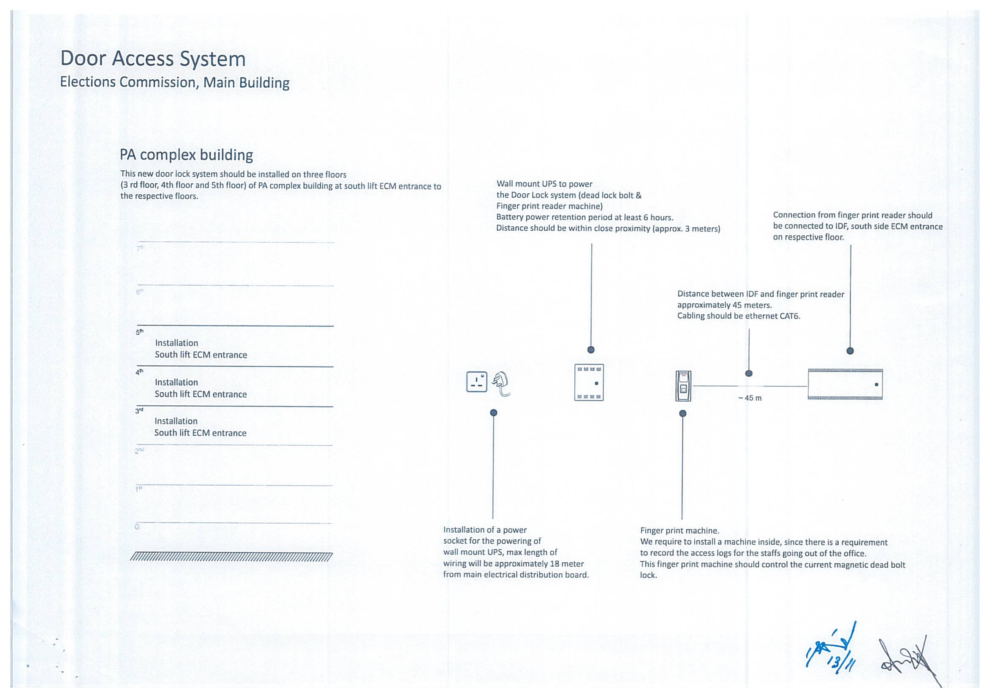 Door Access System
Elections Commission, Main Building
PA complex building
This new door lock system should be installed on three floors
(3 rd floor, 4th floor and 5th floor) of PA complex building at south lift ECM entrance to
the respective floors.
7th
6th
5th
Installation
South lift ECM entrance
4th
Installation
South lift ECM entrance
3rd
Installation
South lift ECM entrance
2nd
1st
G
Wall mount UPS to power
the Door Lock system (dead lock bolt &
Finger print reader machine)
Battery power retention period at least 6 hours.
Distance should be within close proximity (approx. 3 meters)
Connection from finger print reader should
be connected to IDF, south side ECM entrance
on respective floor.
Distance between IDF and finger print reader
approximately 45 meters.
Cabling should be ethernet CAT6.
~ 45 m
Installation of a power
socket for the powering of
wall mount UPS, max length of
wiring will be approximately 18 meter
from main electrical distribution board.
Finger print machine.
We require to install a machine inside, since there is a requirement
to record the access logs for the staffs going out of the office.
This finger print machine should control the current magnetic dead bolt
lock.
13/11